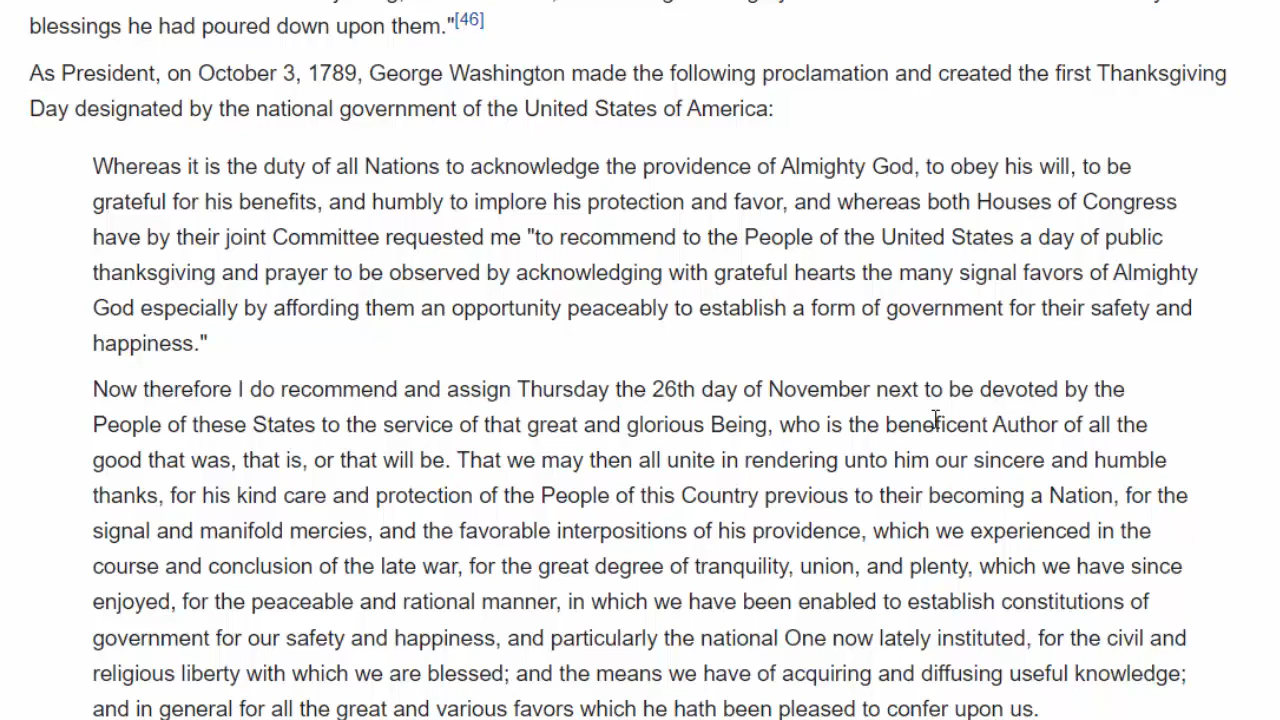 blessings he had poured down upon them."[46]
As President, on October 3, 1789, George Washington made the following proclamation and created the first Thanksgiving
Day designated by the national government of the United States of America:
Whereas it is the duty of all Nations to acknowledge the providence of Almighty God, to obey his will, to be
grateful for his benefits, and humbly to implore his protection and favor, and whereas both Houses of Congress
have by their joint Committee requested me "to recommend to the People of the United States a day of public
thanksgiving and prayer to be observed by acknowledging with grateful hearts the many signal favors of Almighty
God especially by affording them an opportunity peaceably to establish a form of government for their safety and
happiness."
Now therefore I do recommend and assign Thursday the 26th day of November next to be devoted by the
People of these States to the service of that great and glorious Being, who is the beneficent Author of all the
good that was, that is, or that will be. That we may then all unite in rendering unto him our sincere and humble
thanks, for his kind care and protection of the People of this Country previous to their becoming a Nation, for the
signal and manifold mercies, and the favorable interpositions of his providence, which we experienced in the
course and conclusion of the late war, for the great degree of tranquility, union, and plenty, which we have since
enjoyed, for the peaceable and rational manner, in which we have been enabled to establish constitutions of
government for our safety and happiness, and particularly the national One now lately instituted, for the civil and
religious liberty with which we are blessed; and the means we have of acquiring and diffusing useful knowledge;
and in general for all the great and various favors which he hath been pleased to confer upon us.